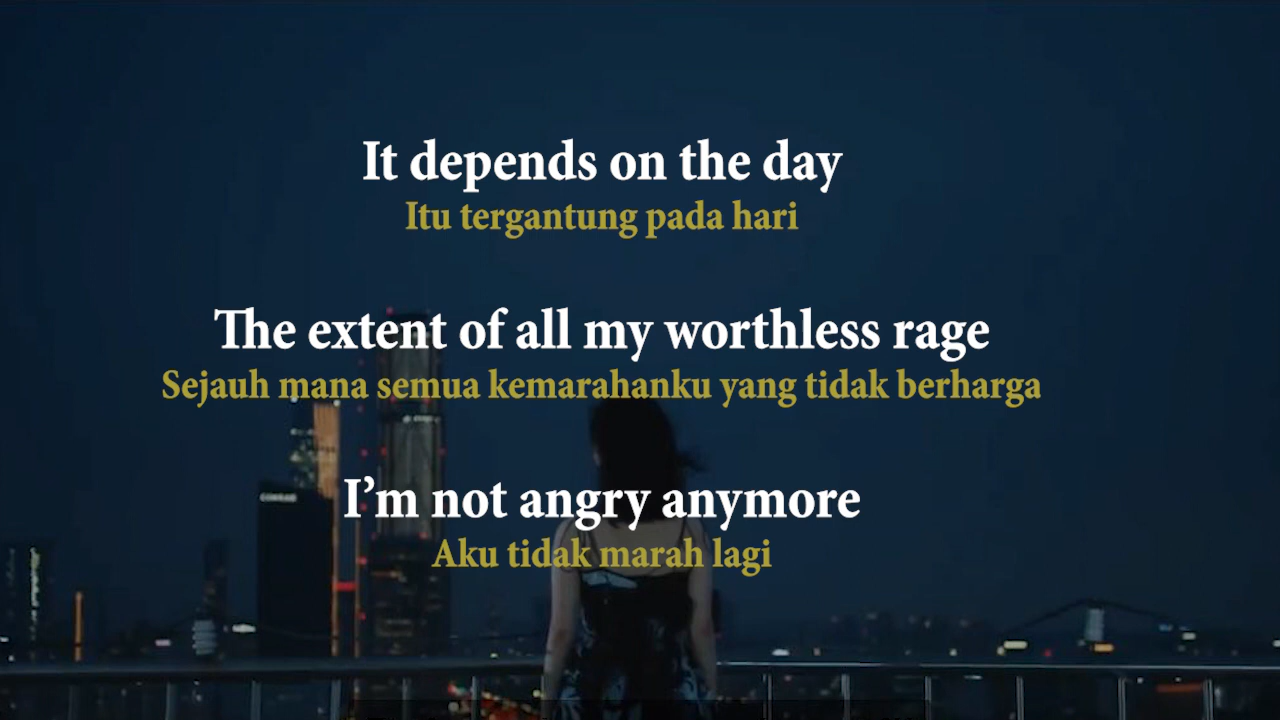 It depends on the day
Itu tergantung pada hari
The extent of all my worthless rage
Sejauh mana semua kemarahanku yang tidak berharga
CONRAD
I'm not angry anymore
Aku tidak marah lagi